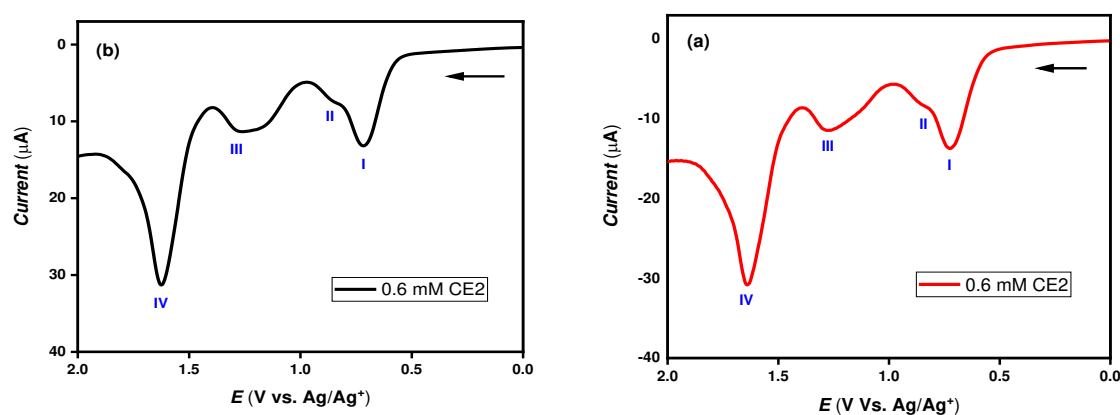 (b)
0
10
20
30
40
Current (μA)
I
II
III
IV
0.6 mM CE2
2.0 1.5 1.0 0.5 0.0
E (V vs. Ag/Ag⁺)
(a)
0
-10
-20
-30
-40
Current (μA)
I
II
III
IV
0.6 mM CE2
2.0 1.5 1.0 0.5 0.0
E (V Vs. Ag/Ag⁺)